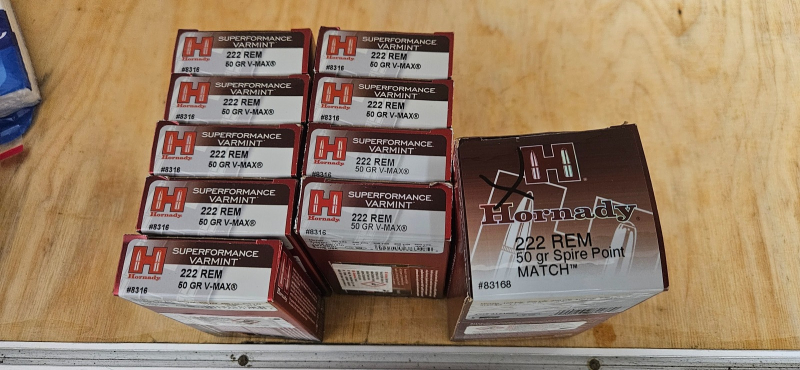 SUPERFORMANCE
VARMINT
222 REM
50 GR V-MAX®
Hornady
#8316
SUPERFORMANCE
VARMINT
222 REM
50 GR V-MAX®
Hornady
#8316
SUPERFORMANCE
VARMINT
222 REM
50 GR V-MAX®
Hornady
#8316
SUPERFORMANCE
VARMINT
222 REM
50 GR V-MAX®
Hornady
#8316
SUPERFORMANCE
VARMINT
222 REM
50 GR V-MAX®
Hornady
#8316
SUPERFORMANCE
VARMINT
222 REM
50 GR V-MAX®
Hornady
#8316
SUPERFORMANCE
VARMINT
222 REM
50 GR V-MAX®
Hornady
#8316
SUPERFORMANCE
VARMINT
222 REM
50 GR V-MAX®
Hornady
#8316
SUPERFORMANCE
VARMINT
222 REM
50 GR V-MAX®
Hornady
#8316
H
Hornady®
222 REM
50 gr Spire Point
MATCH™
#83168